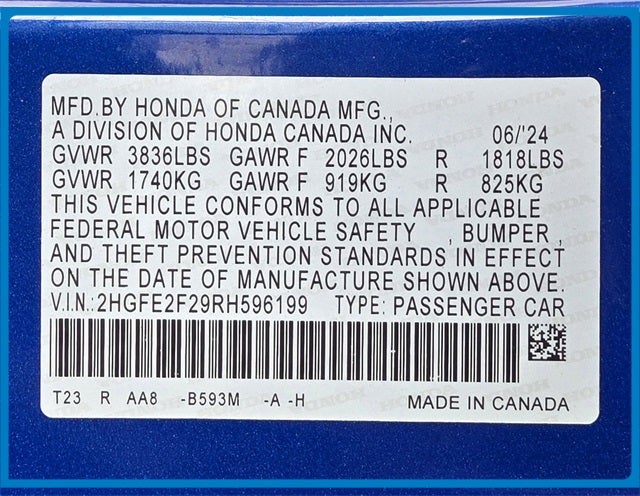 MFD.BY HONDA OF CANADA MFG.,
A DIVISION OF HONDA CANADA INC. 06/'24
GVWR 3836LBS GAWR F 2026LBS R 1818LBS
GVWR 1740KG GAWR F 919KG R 825KG
THIS VEHICLE CONFORMS TO ALL APPLICABLE
FEDERAL MOTOR VEHICLE SAFETY , BUMPER ,
AND THEFT PREVENTION STANDARDS IN EFFECT
ON THE DATE OF MANUFACTURE SHOWN ABOVE.
V.I.N.:2HGFE2F29RH596199 TYPE: PASSENGER CAR
T23 R AA8 -B593M -A -H MADE IN CANADA